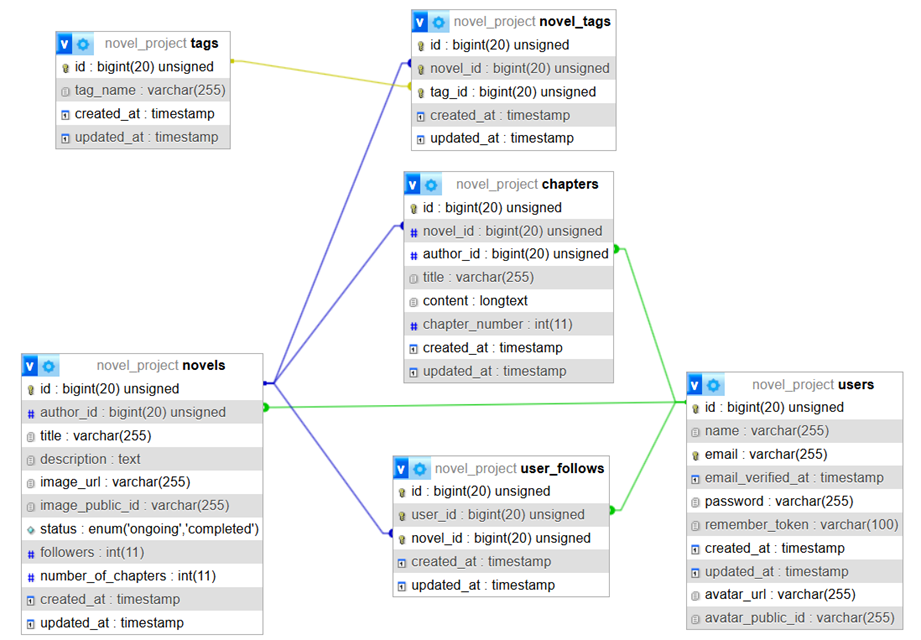 novel_project tags
id : bigint(20) unsigned
tag_name : varchar(255)
created_at : timestamp
updated_at : timestamp
novel_project novel_tags
id : bigint(20) unsigned
novel_id : bigint(20) unsigned
tag_id : bigint(20) unsigned
created_at : timestamp
updated_at : timestamp
novel_project chapters
id : bigint(20) unsigned
novel_id : bigint(20) unsigned
author_id : bigint(20) unsigned
title : varchar(255)
content : longtext
chapter_number : int(11)
created_at : timestamp
updated_at : timestamp
novel_project novels
id : bigint(20) unsigned
author_id : bigint(20) unsigned
title : varchar(255)
description : text
image_url : varchar(255)
image_public_id : varchar(255)
status : enum('ongoing','completed')
followers : int(11)
number_of_chapters : int(11)
created_at : timestamp
updated_at : timestamp
novel_project user_follows
id : bigint(20) unsigned
user_id : bigint(20) unsigned
novel_id : bigint(20) unsigned
created_at : timestamp
updated_at : timestamp
novel_project users
id : bigint(20) unsigned
name : varchar(255)
email : varchar(255)
email_verified_at : timestamp
password : varchar(255)
remember_token : varchar(100)
created_at : timestamp
updated_at : timestamp
avatar_url : varchar(255)
avatar_public_id : varchar(255)